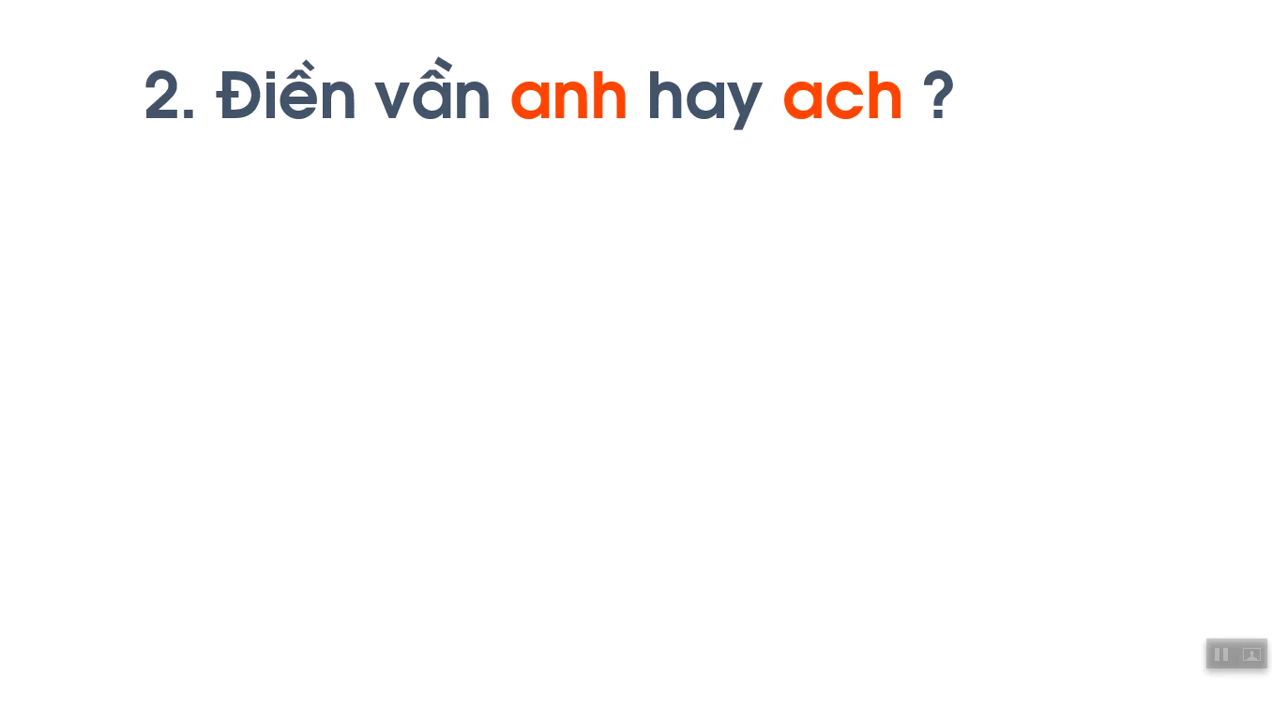 2. Điền vần anh hay ach ?